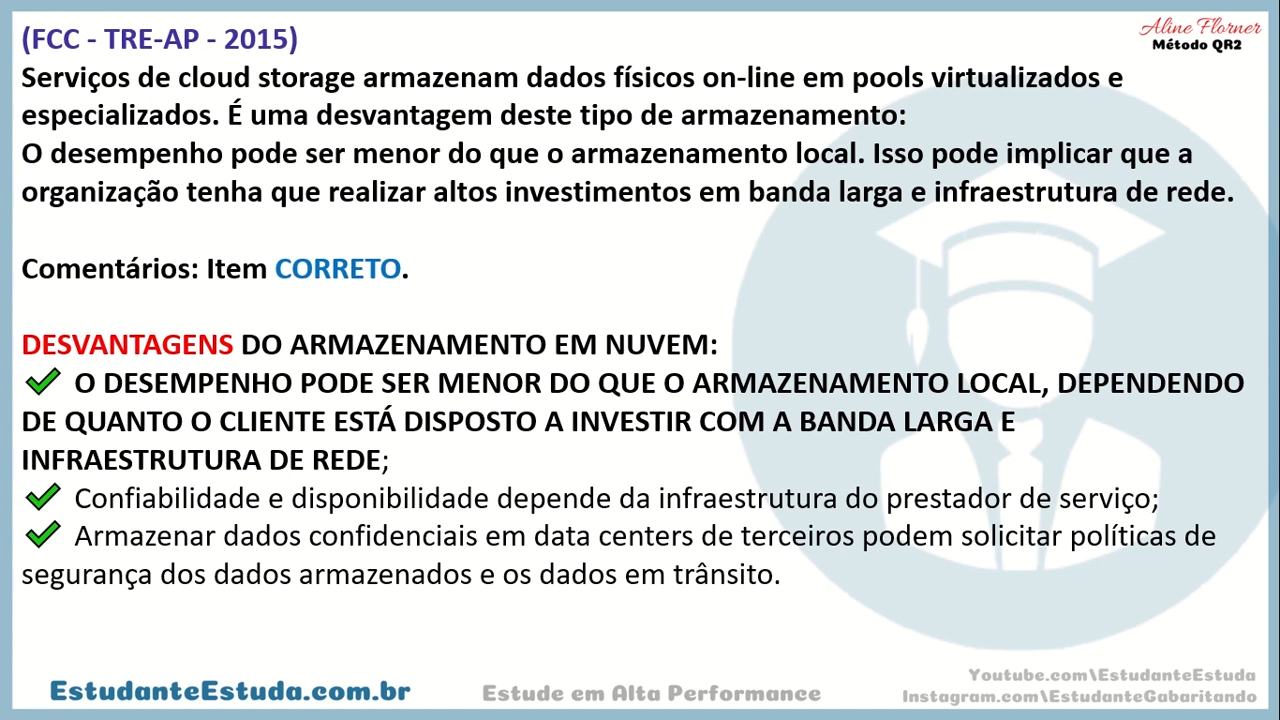 (FCC - TRE-AP - 2015)
Aline Florner
Método QR2
Serviços de cloud storage armazenam dados físicos on-line em pools virtualizados e
especializados. É uma desvantagem deste tipo de armazenamento:
O desempenho pode ser menor do que o armazenamento local. Isso pode implicar que a
organização tenha que realizar altos investimentos em banda larga e infraestrutura de rede.
Comentários: Item CORRETO.
DESVANTAGENS DO ARMAZENAMENTO EM NUVEM:
O DESEMPENHO PODE SER MENOR DO QUE O ARMAZENAMENTO LOCAL, DEPENDENDO
DE QUANTO O CLIENTE ESTÁ DISPOSTO A INVESTIR COM A BANDA LARGA E
INFRAESTRUTURA DE REDE;
Confiabilidade e disponibilidade depende da infraestrutura do prestador de serviço;
Armazenar dados confidenciais em data centers de terceiros podem solicitar políticas de
segurança dos dados armazenados e os dados em trânsito.
EstudanteEstuda.com.br
Estude em Alta Performance
Youtube.com\EstudanteEstuda
Instagram.com\EstudanteGabaritando